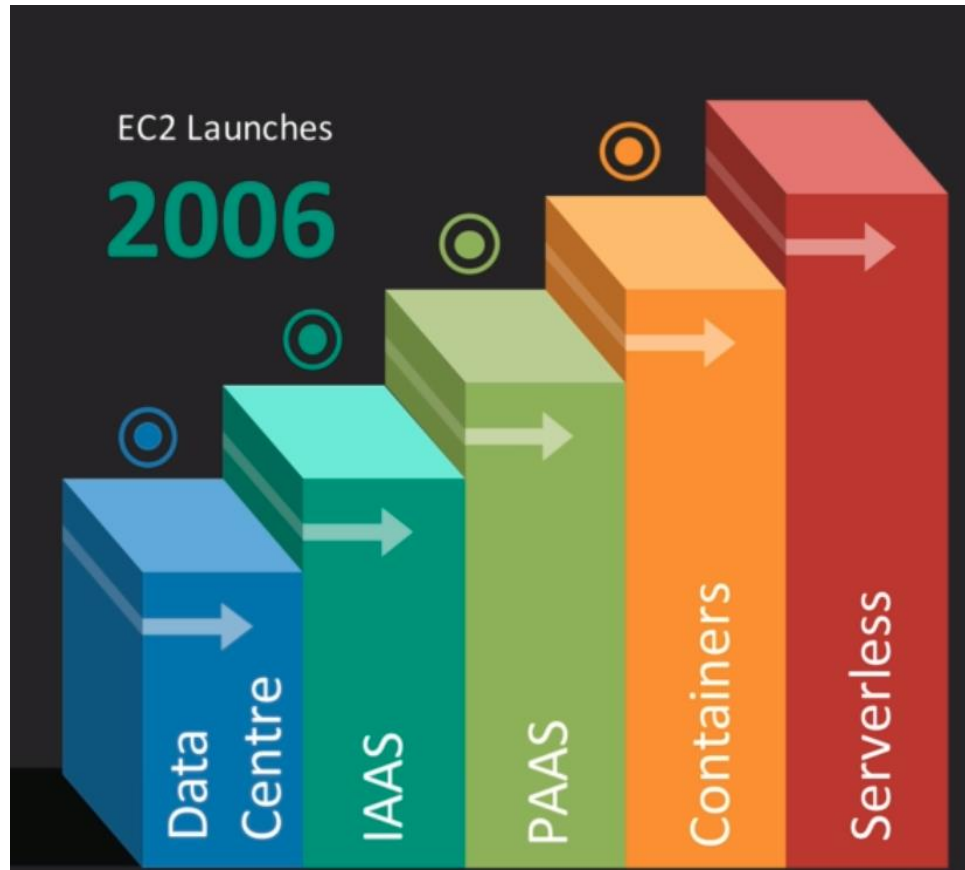 EC2 Launches
2006
Data
Centre
IAAS
PAAS
Containers
Serverless